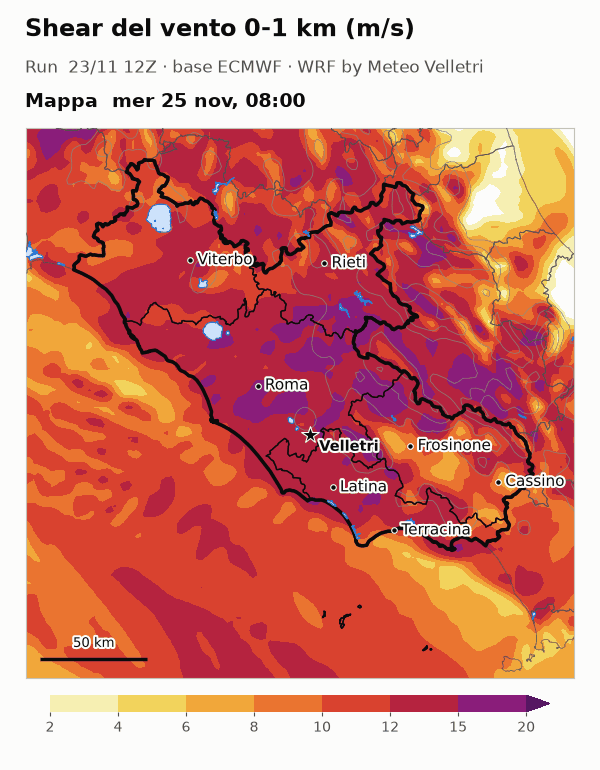 Shear del vento 0-1 km (m/s)
Run 23/11 12Z · base ECMWF · WRF by Meteo Velletri
Mappa mer 25 nov, 08:00
Viterbo
Rieti
Roma
Velletri
Frosinone
Cassino
Latina
Terracina
50 km
2 4 6 8 10 12 15 20